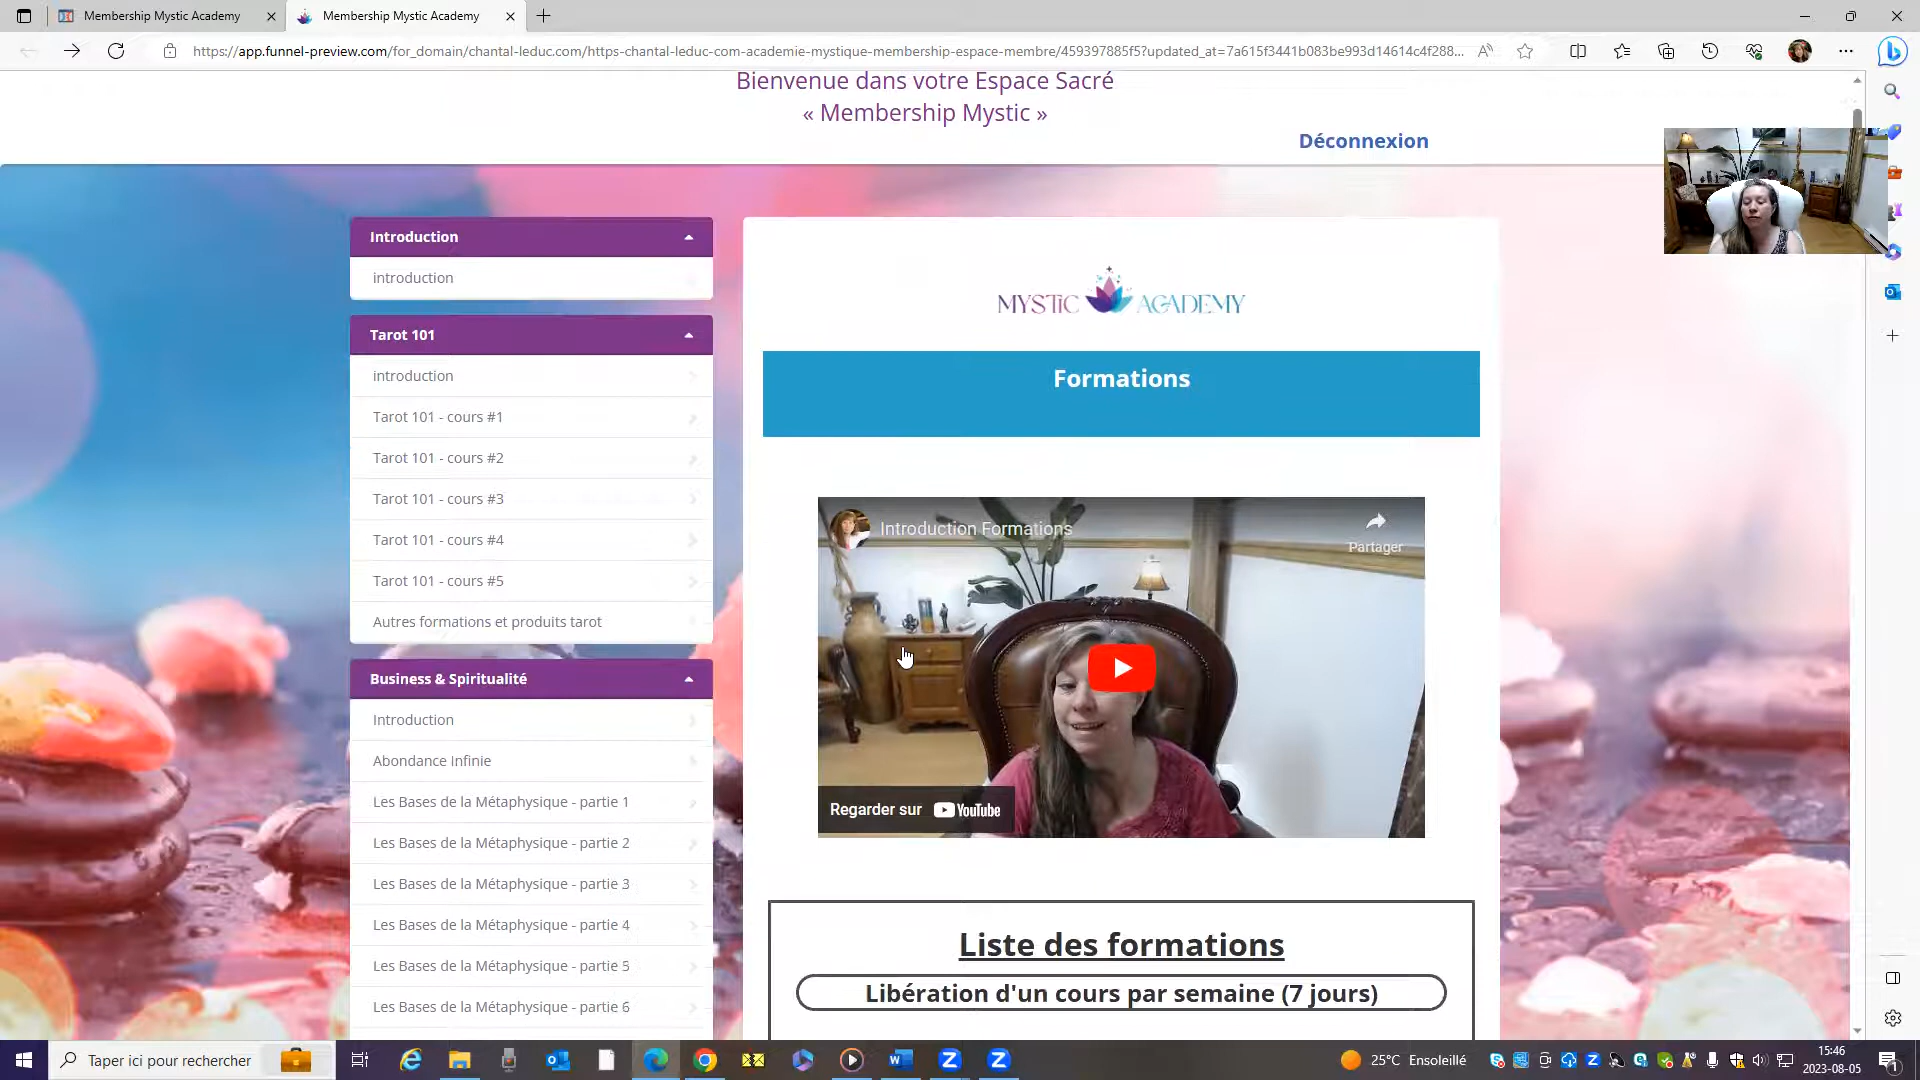 Membership Mystic Academy
Membership Mystic Academy
https://app.funnel-preview.com/for_domain/chantal-leduc.com/https-chantal-leduc-com-academie-mystique-membership-espace-membre/459397885f5?updated_at=7a615f3441b083be993d14614c4f288...
Bienvenue dans votre Espace Sacré
« Membership Mystic »
Déconnexion
Introduction
introduction
Tarot 101
introduction
Tarot 101 - cours #1
Tarot 101 - cours #2
Tarot 101 - cours #3
Tarot 101 - cours #4
Tarot 101 - cours #5
Autres formations et produits tarot
Business & Spiritualité
Introduction
Abondance Infinie
Les Bases de la Métaphysique - partie 1
Les Bases de la Métaphysique - partie 2
Les Bases de la Métaphysique - partie 3
Les Bases de la Métaphysique - partie 4
Les Bases de la Métaphysique - partie 5
Les Bases de la Métaphysique - partie 6
MYSTIC ACADEMY
Formations
Introduction Formations
Partager
Regarder sur YouTube
Liste des formations
Libération d'un cours par semaine (7 jours)
Taper ici pour rechercher
25°C Ensoleillé
15:46
2023-08-05